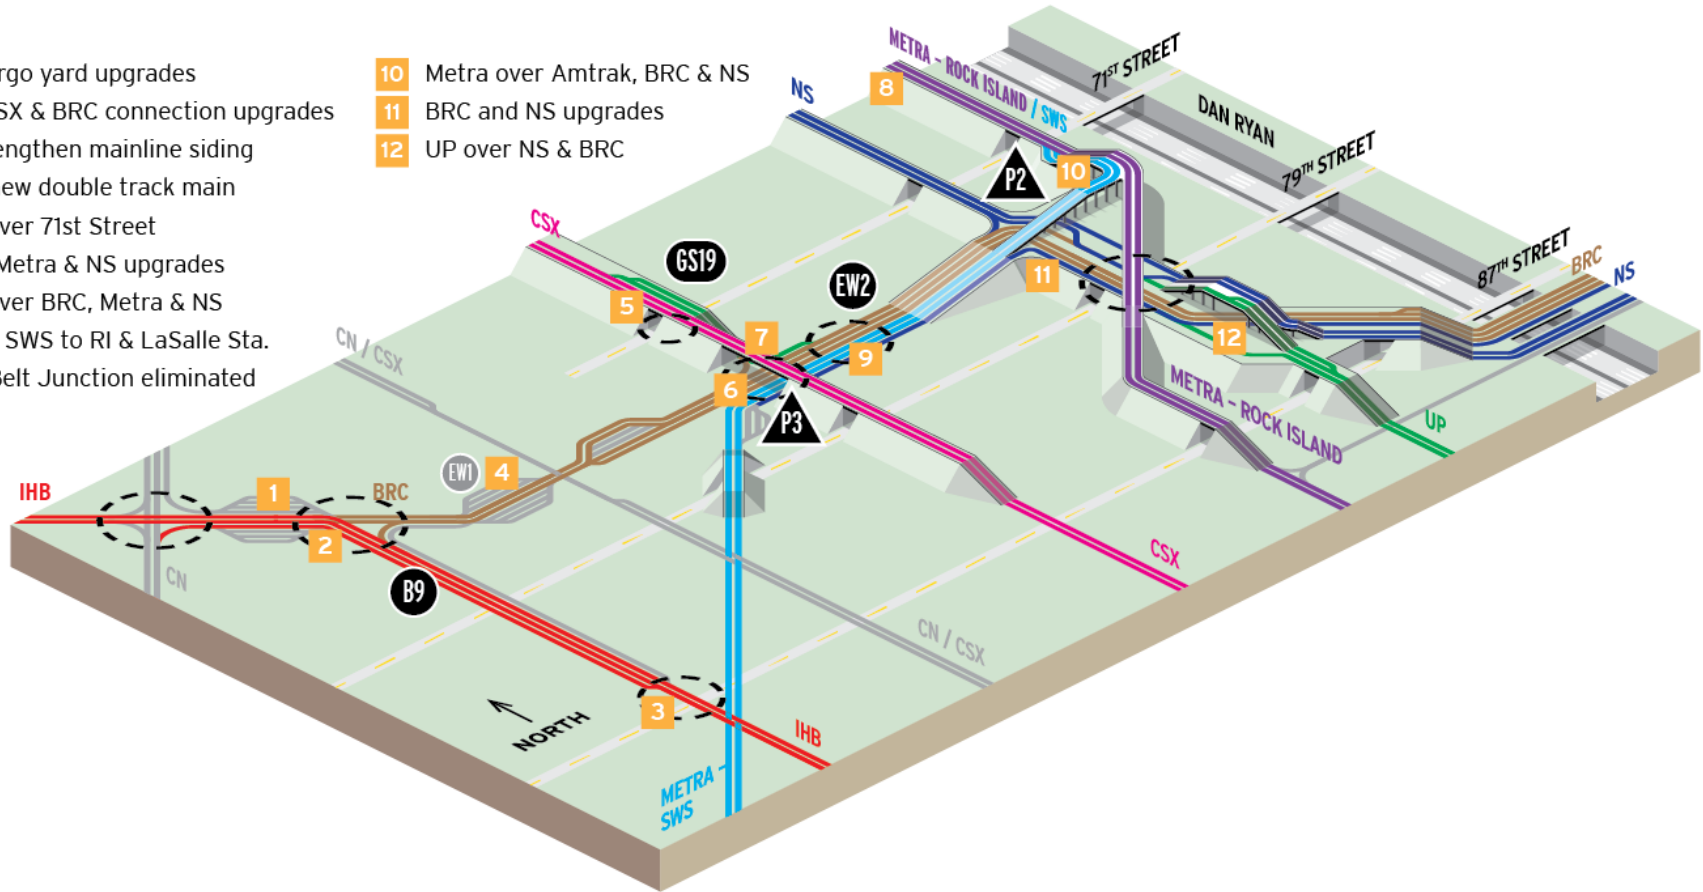 rgo yard upgrades
SX & BRC connection upgrades
engthen mainline siding
ew double track main
ver 71st Street
Metra & NS upgrades
ver BRC, Metra & NS
SWS to RI & LaSalle Sta.
Belt Junction eliminated
10 Metra over Amtrak, BRC & NS
11 BRC and NS upgrades
12 UP over NS & BRC
METRA – ROCK ISLAND / SWS
8
NS
71ST STREET
DAN RYAN
79TH STREET
87TH STREET
BRC
NS
P2
10
CSX
GS19
EW2
5
7
9
11
12
6
P3
CN / CSX
METRA – ROCK ISLAND
UP
EW1
4
BRC
IHB
1
2
CN
B9
CSX
CN / CSX
3
NORTH
IHB
METRA –
SWS